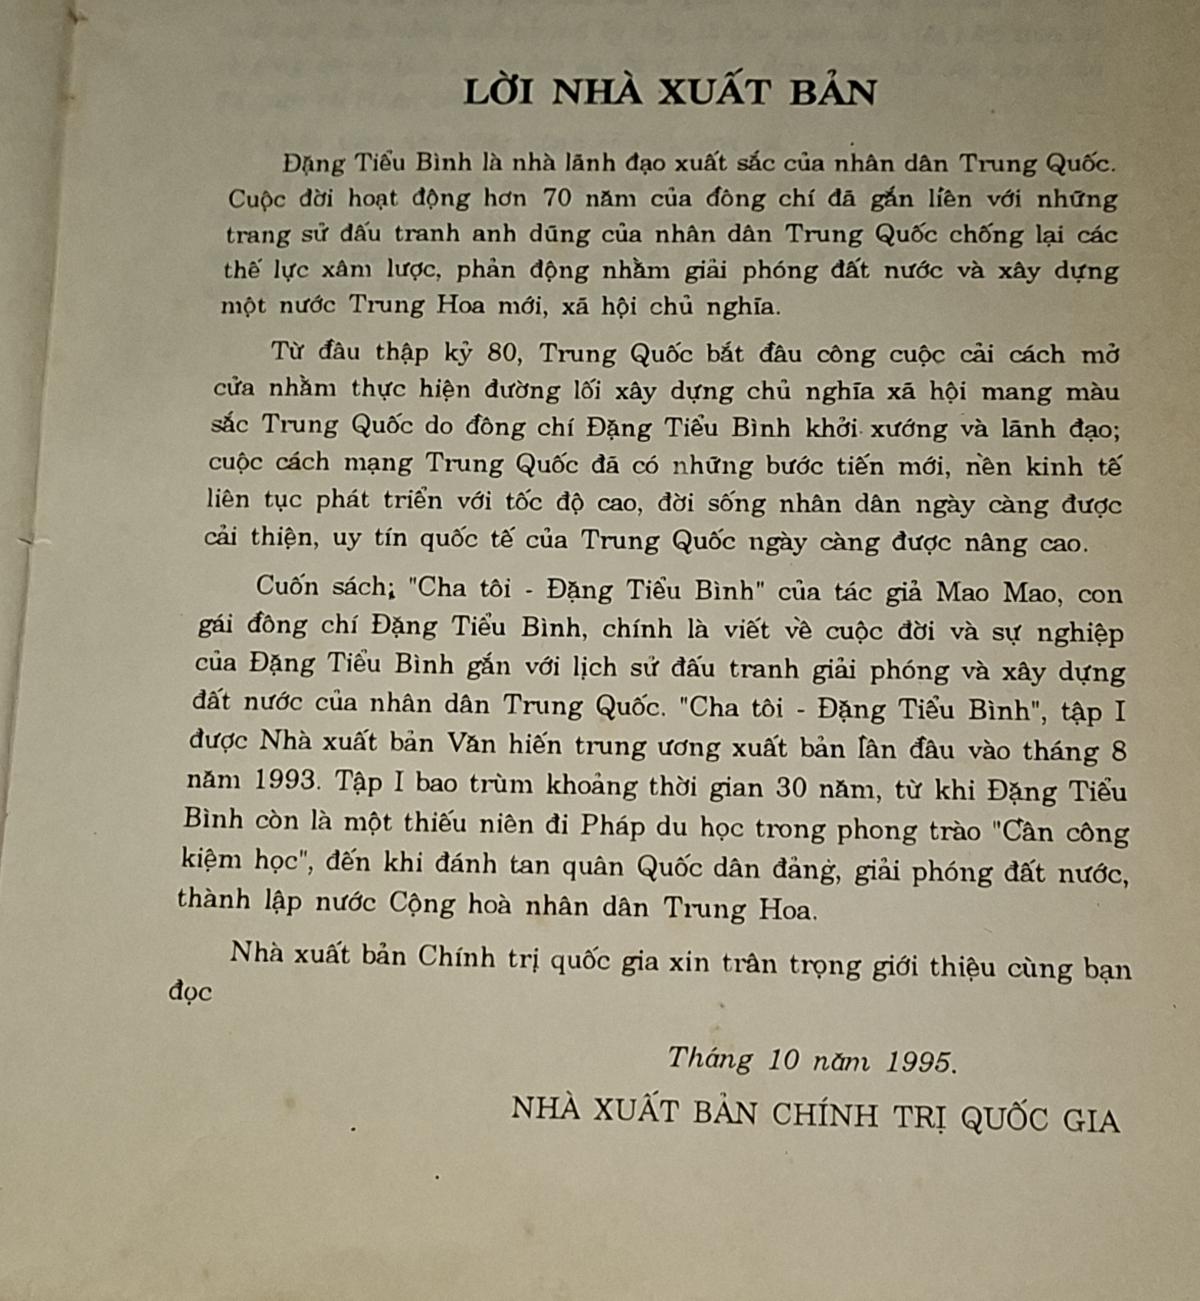 LỜI NHÀ XUẤT BẢN
Đặng Tiểu Bình là nhà lãnh đạo xuất sắc của nhân dân Trung Quốc.
Cuộc đời hoạt động hơn 70 năm của đồng chí đã gắn liền với những
trang sử đấu tranh anh dũng của nhân dân Trung Quốc chống lại các
thế lực xâm lược, phản động nhằm giải phóng đất nước và xây dựng
một nước Trung Hoa mới, xã hội chủ nghĩa.
Từ đầu thập kỷ 80, Trung Quốc bắt đầu công cuộc cải cách mở
cửa nhằm thực hiện đường lối xây dựng chủ nghĩa xã hội mang màu
sắc Trung Quốc do đồng chí Đặng Tiểu Bình khởi xướng và lãnh đạo;
cuộc cách mạng Trung Quốc đã có những bước tiến mới, nền kinh tế
liên tục phát triển với tốc độ cao, đời sống nhân dân ngày càng được
cải thiện, uy tín quốc tế của Trung Quốc ngày càng được nâng cao.
Cuốn sách; "Cha tôi - Đặng Tiểu Bình" của tác giả Mao Mao, con
gái đồng chí Đặng Tiểu Bình, chính là viết về cuộc đời và sự nghiệp
của Đặng Tiểu Bình gắn với lịch sử đấu tranh giải phóng và xây dựng
đất nước của nhân dân Trung Quốc. "Cha tôi - Đặng Tiểu Bình", tập I
được Nhà xuất bản Văn hiến trung ương xuất bản lần đầu vào tháng 8
năm 1993. Tập I bao trùm khoảng thời gian 30 năm, từ khi Đặng Tiểu
Bình còn là một thiếu niên đi Pháp du học trong phong trào "Cần công
kiệm học", đến khi đánh tan quân Quốc dân đảng, giải phóng đất nước,
thành lập nước Cộng hoà nhân dân Trung Hoa.
Nhà xuất bản Chính trị quốc gia xin trân trọng giới thiệu cùng bạn
đọc
Tháng 10 năm 1995.
NHÀ XUẤT BẢN CHÍNH TRỊ QUỐC GIA